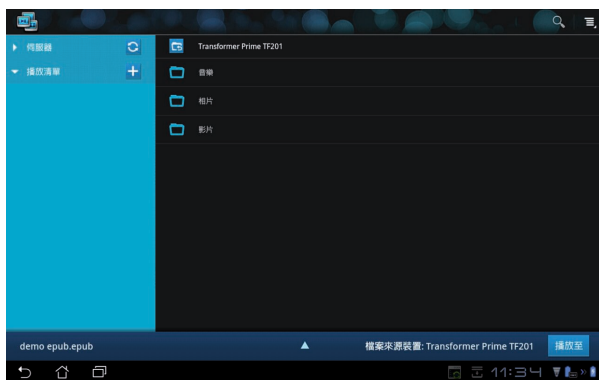 伺服器
播放清單
Transformer Prime TF201
音樂
相片
影片
demo epub.epub
檔案來源裝置: Transformer Prime TF201
播放至
11:34